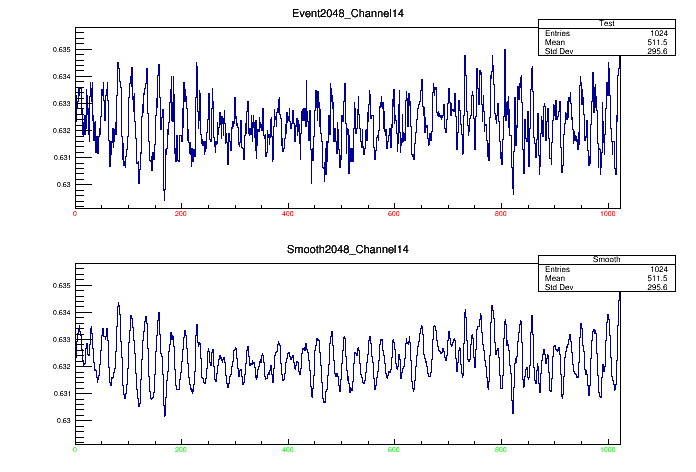 Event2048_Channel14
Test
Entries 1024
Mean 511.5
Std Dev 295.6
0.635
0.634
0.633
0.632
0.631
0.63
0 200 400 600 800 1000
Smooth2048_Channel14
Smooth
Entries 1024
Mean 511.5
Std Dev 295.6
0.635
0.634
0.633
0.632
0.631
0.63
0 200 400 600 800 1000